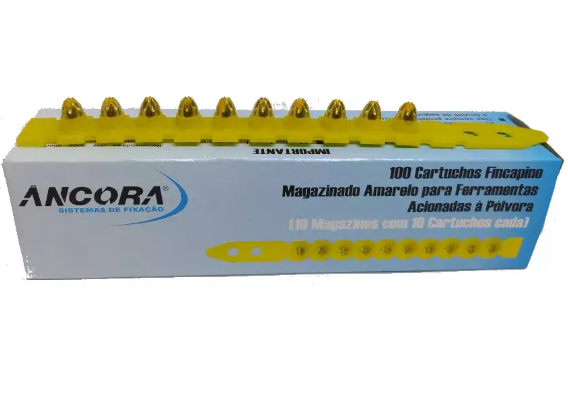 IMPORTANTE
ANCORA®
SISTEMAS DE FIXAÇÃO
100 Cartuchos Fincapino
Magazinado Amarelo para Ferramentas
Acionadas à Pólvora
(10 Magazines com 10 Cartuchos cada)